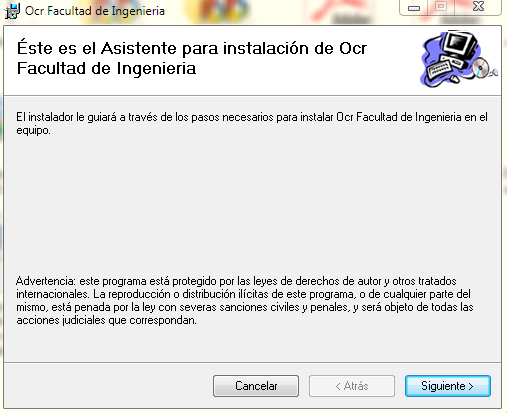 Ocr Facultad de Ingenieria
Éste es el Asistente para instalación de Ocr
Facultad de Ingenieria
El instalador le guiará a través de los pasos necesarios para instalar Ocr Facultad de Ingenieria en el
equipo.
Advertencia: este programa está protegido por las leyes de derechos de autor y otros tratados
internacionales. La reproducción o distribución ilícitas de este programa, o de cualquier parte del
mismo, está penada por la ley con severas sanciones civiles y penales, y será objeto de todas las
acciones judiciales que correspondan.
Cancelar
< Atrás
Siguiente >